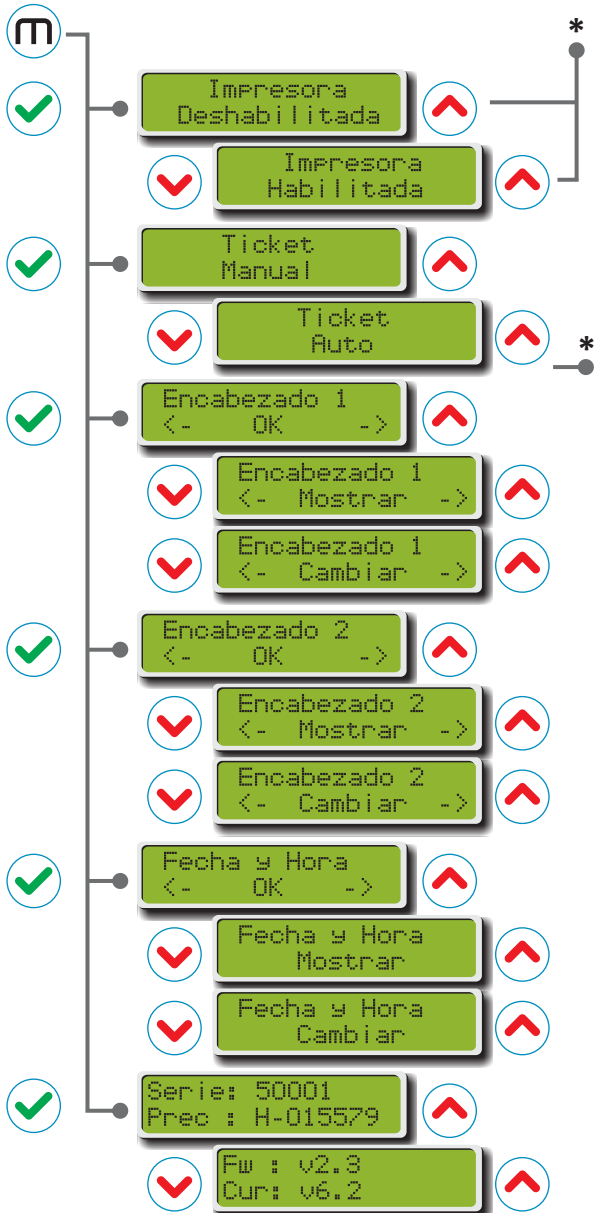 m
*
Impresora
Deshabilitada
Impresora
Habilitada
Ticket
Manual
Ticket
Auto
*
Encabezado 1
<- OK ->
Encabezado 1
<- Mostrar ->
Encabezado 1
<- Cambiar ->
Encabezado 2
<- OK ->
Encabezado 2
<- Mostrar ->
Encabezado 2
<- Cambiar ->
Fecha y Hora
<- OK ->
Fecha y Hora
Mostrar
Fecha y Hora
Cambiar
Serie: 50001
Prec : H-015579
Fw : v2.3
Cur: v6.2